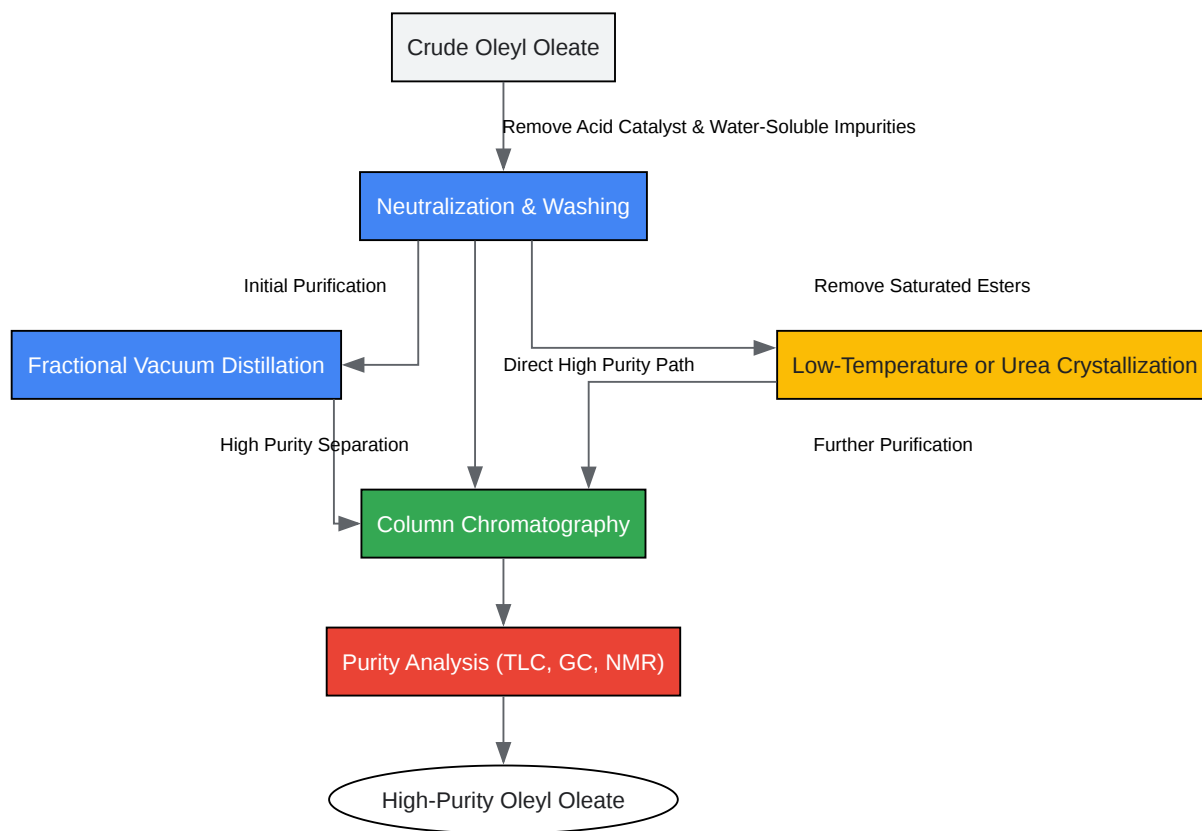 Crude Oleyl Oleate
Remove Acid Catalyst & Water-Soluble Impurities
Neutralization & Washing
Initial Purification
Remove Saturated Esters
Fractional Vacuum Distillation
Direct High Purity Path
Low-Temperature or Urea Crystallization
High Purity Separation
Further Purification
Column Chromatography
Purity Analysis (TLC, GC, NMR)
High-Purity Oleyl Oleate